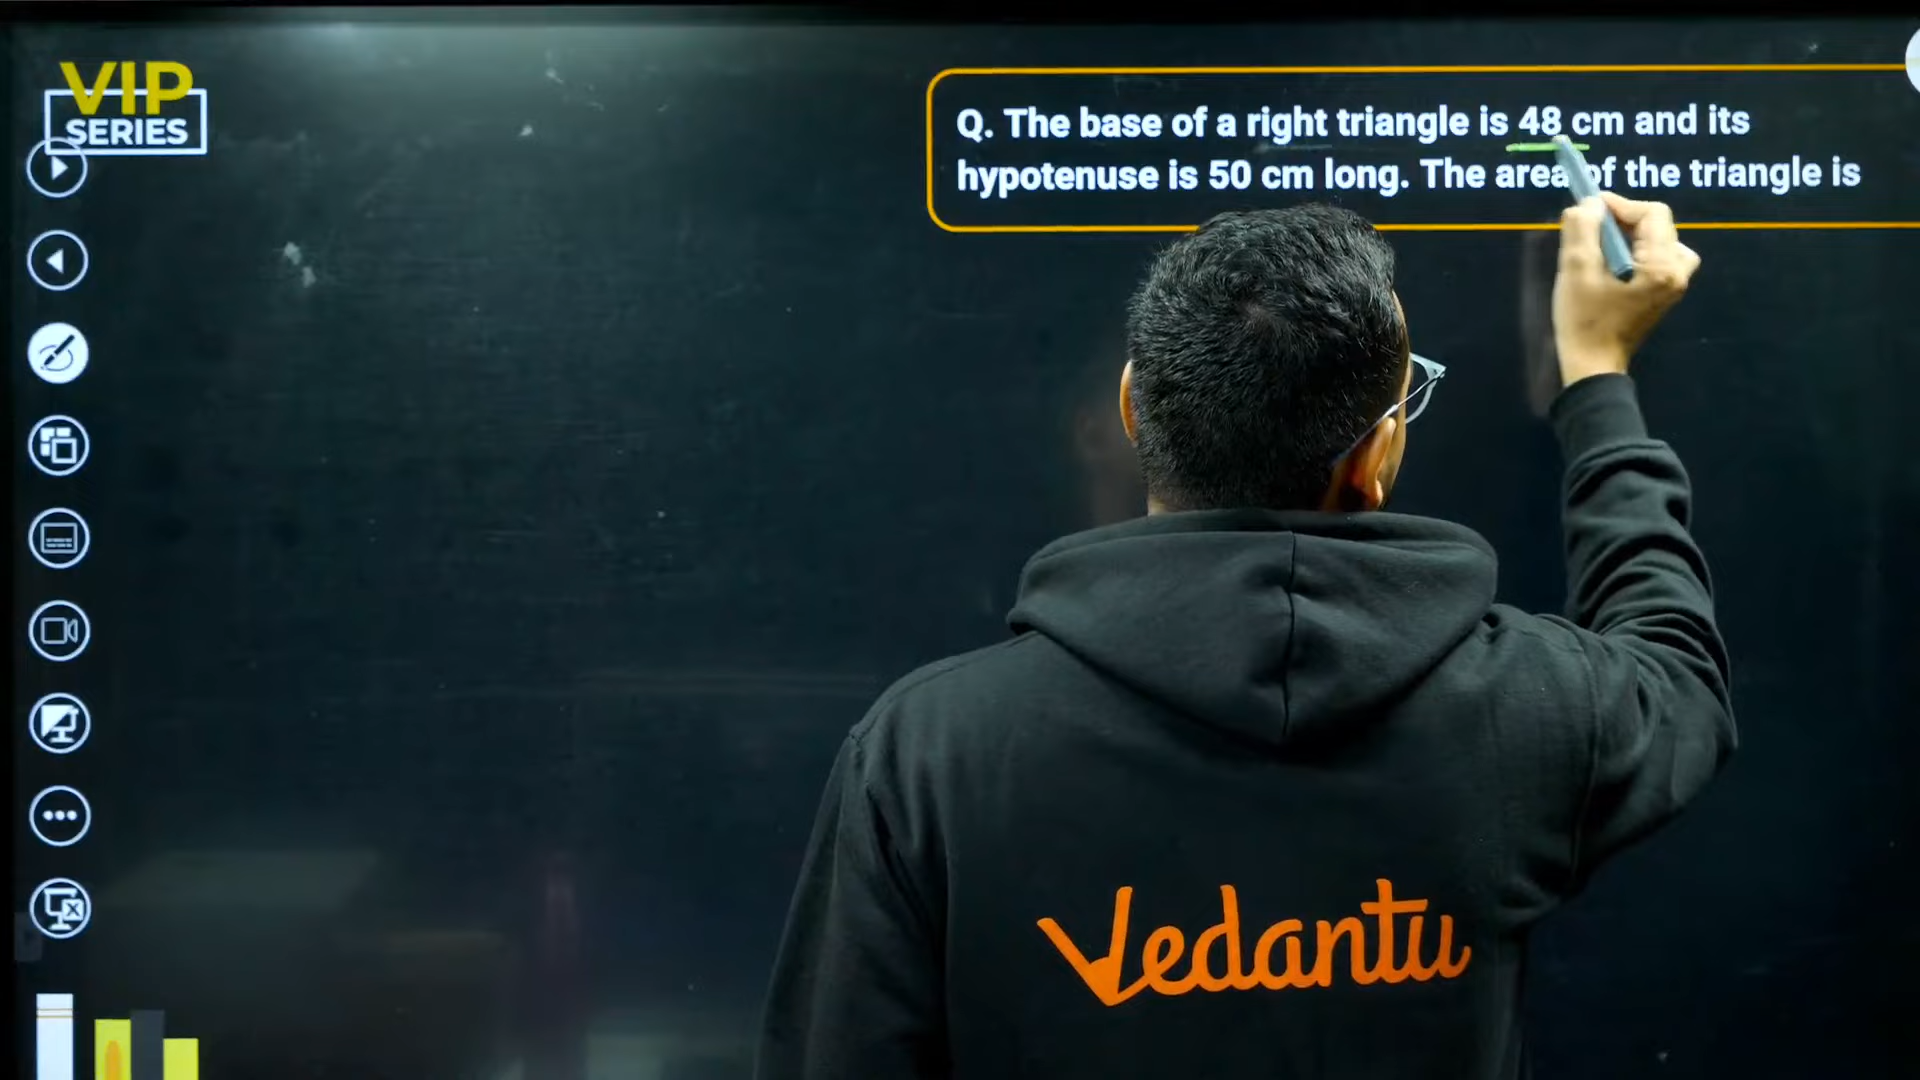 VIP
SERIES
Q. The base of a right triangle is 48 cm and its
hypotenuse is 50 cm long. The area of the triangle is
Vedantu